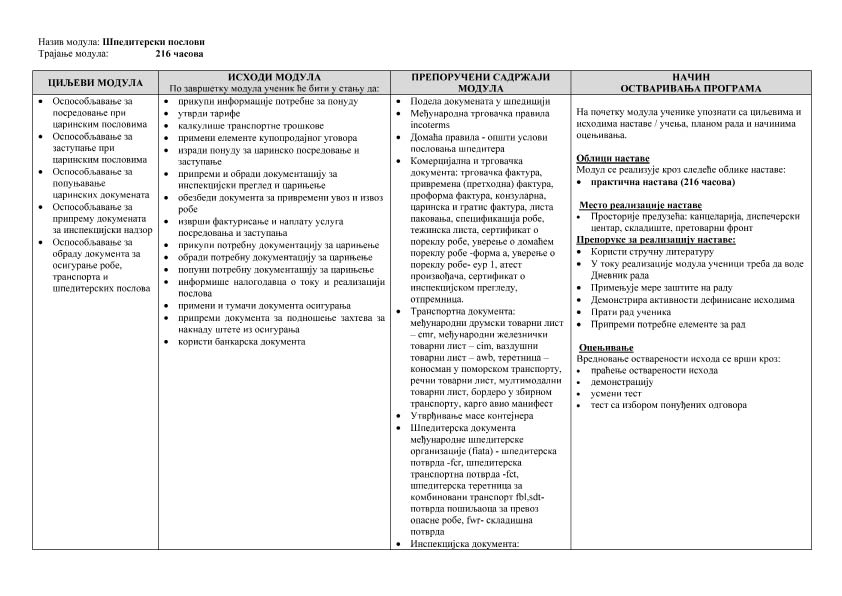 Назив модула: Шпедитерски послови
Трајање модула: 216 часова
ЦИЉЕВИ МОДУЛА
ИСХОДИ МОДУЛА
По завршетку модула ученик ће бити у стању да:
ПРЕПОРУЧЕНИ САДРЖАЈИ
МОДУЛА
НАЧИН
ОСТВАРИВАЊА ПРОГРАМА
• Оспособљавање за
посредовање при
царинским пословима
• Оспособљавање за
заступање при
царинским пословима
• Оспособљавање за
попуњавање
царинских докумената
• Оспособљавање за
припрему докумената
за инспекцијски надзор
• Оспособљавање за
обраду докумената за
осигурање робе,
транспорта и
шпедитерских послова
• прикупи информације потребне за понуду
• утврди тарифе
• калкулише транспортне трошкове
• примени елементе купопродајног уговора
• изради понуду за царинско посредовање и
заступање
• припреми и обради документацију за
инспекцијски преглед и царињење
• обезбеди документа за привремени увоз и извоз
робе
• изврши фактурисање и наплату услуга
посредовања и заступања
• прикупи потребну документацију за царињење
• обради потребну документацију за царињење
• попуни потребну документацију за царињење
• информише налогодавца о току и реализацији
послова
• примени и тумачи документа осигурања
• припреми документа за подношење захтева за
накнаду штете из осигурања
• користи банкарска документа
• Подела докумената у шпедицији
• Међународна трговачка правила
incoterms
• Домаћа правила - општи услови
пословања шпедитера
• Комерцијална и трговачка
документа: трговачка фактура,
привремена (претходна) фактура,
проформа фактура, конзуларна,
царинска и гратис фактура, листа
паковања, спецификација робе,
тежинска листа, сертификат о
пореклу робе, уверење о домаћем
пореклу робе -форма а, уверење о
пореклу робе- еур 1, атест
произвођача, сертификат о
инспекцијском прегледу,
отпремница.
• Транспортна документа:
међународни друмски товарни лист
– cmr, међународни железнички
товарни лист – cim, ваздушни
товарни лист – awb, теретница –
коносман у поморском транспорту,
речни товарни лист, мултимодални
товарни лист, бордеро у збирном
транспорту, карго авио манифест
• Утврђивање масе контејнера
• Шпедитерска документа
међународне шпедитерске
организације (fiata) - шпедитерска
потврда -fcr, шпедитерска
транспортна потврда -fct,
шпедитерска теретница за
комбиновани транспорт fbl,sdt-
потврда пошиљаоца за превоз
опасне робе, fwr- складишна
потврда
• Инспекцијска документа:
На почетку модула ученике упознати са циљевима и
исходима наставе / учења, планом рада и начинима
оцењивања.
Облици наставе
Модул се реализује кроз следеће облике наставе:
• практична настава (216 часова)
Место реализације наставе
• Просторије предузећа: канцеларија, диспечерски
центар, складиште, претоварни фронт
Препоруке за реализацију наставе:
• Користи стручну литературу
• У току реализације модула ученици треба да воде
Дневник рада
• Примењује мере заштите на раду
• Демонстрира активности дефинисане исходима
• Прати рад ученика
• Припреми потребне елементе за рад
Оцењивање
Вредновање остварености исхода се врши кроз:
• праћење остварености исхода
• демонстрацију
• усмени тест
• тест са избором понуђених одговора